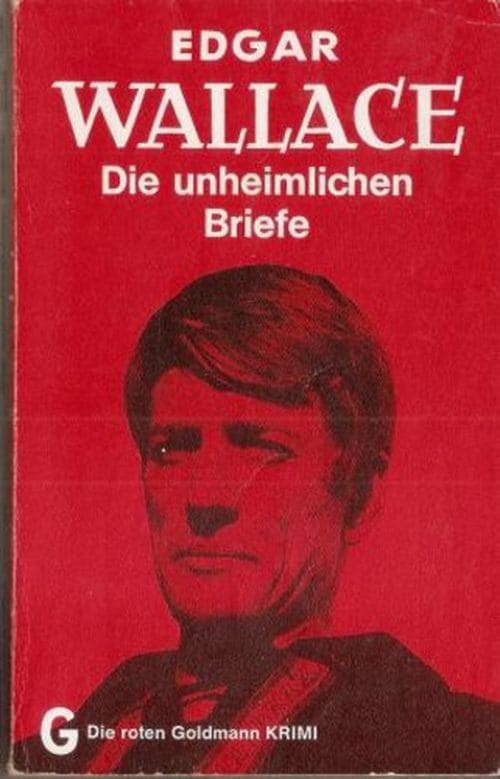 EDGAR
WALLACE
Die unheimlichen
Briefe
G Die roten Goldmann KRIMI